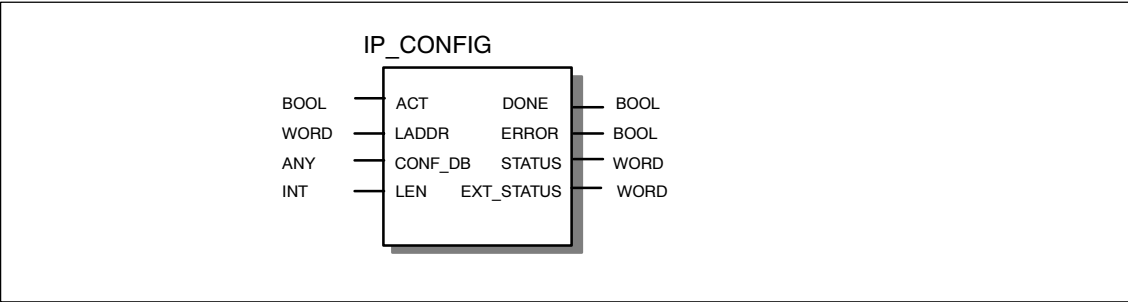 IP_CONFIG
BOOL ACT DONE BOOL
WORD LADDR ERROR BOOL
ANY CONF_DB STATUS WORD
INT LEN EXT_STATUS WORD